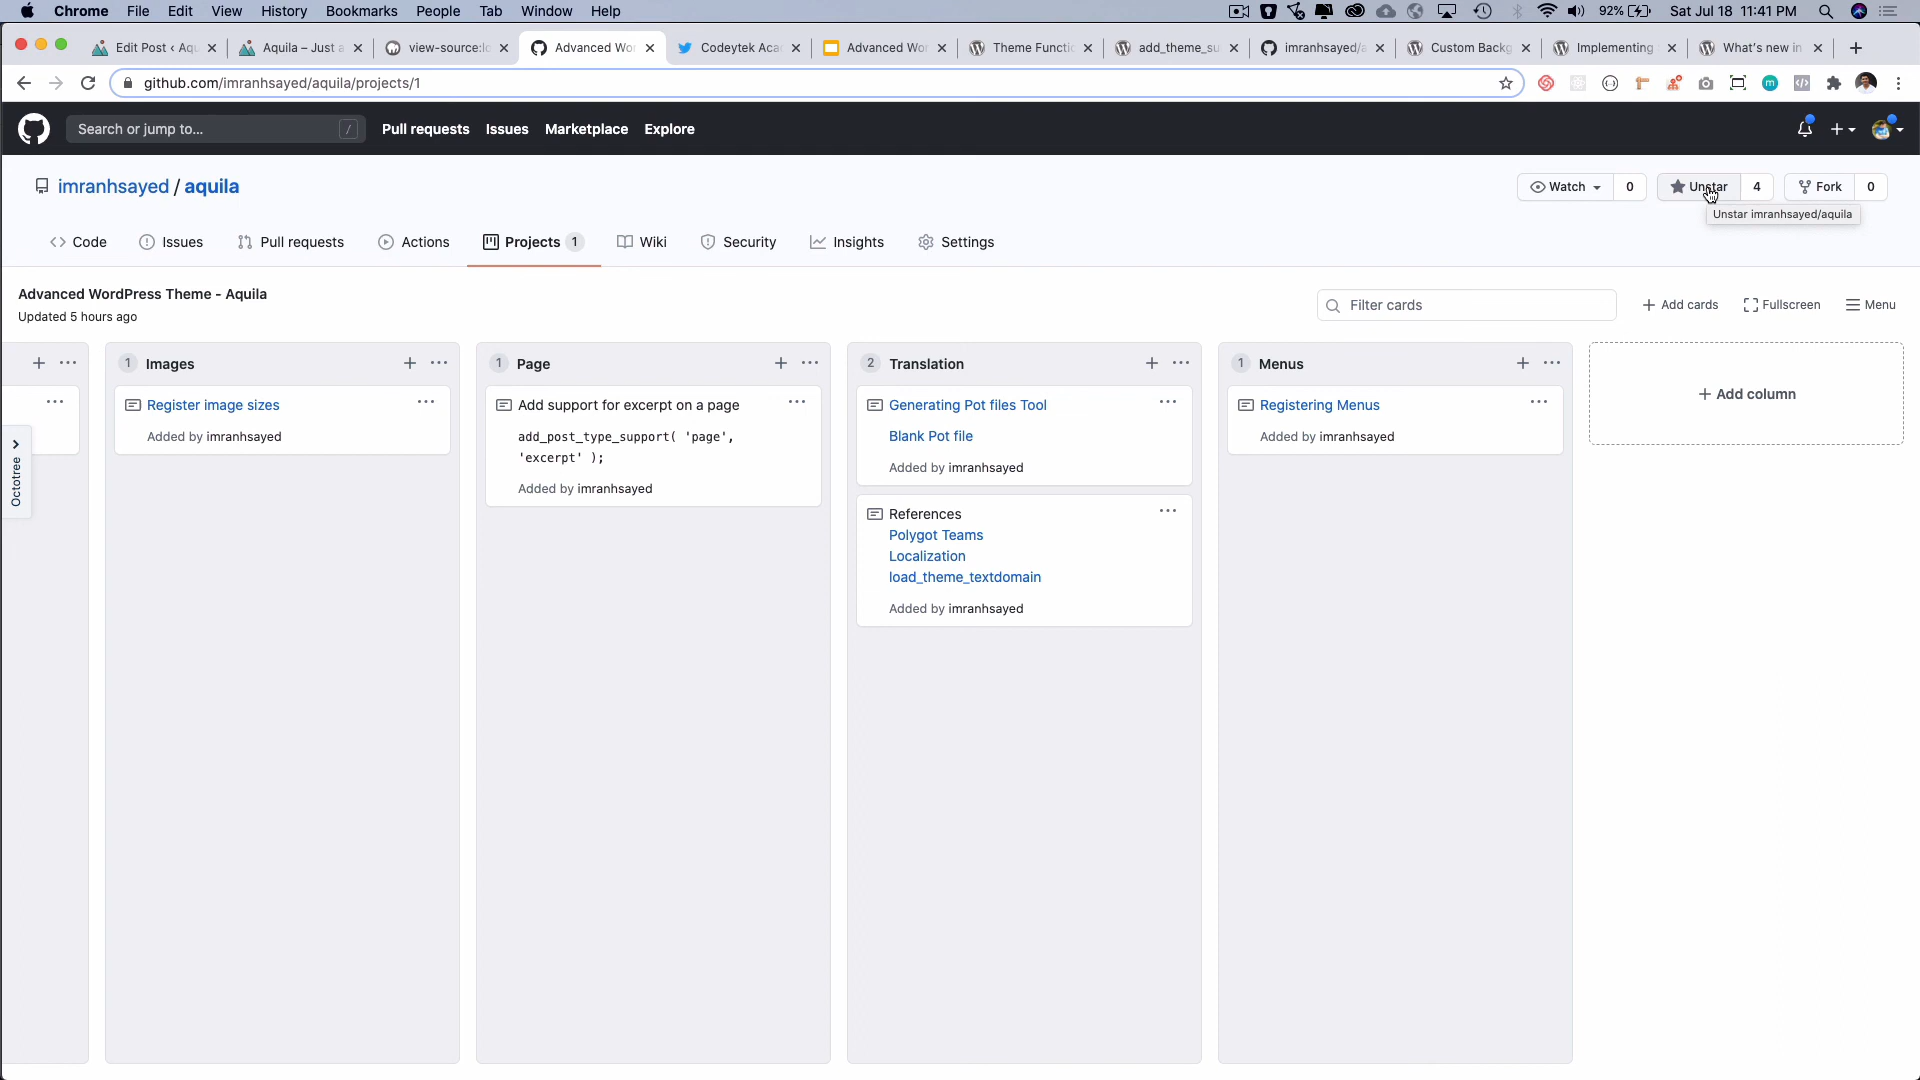 Chrome File Edit View History Bookmarks People Tab Window Help 92% Sat Jul 18 11:41 PM
Edit Post ‹ Aqu
Aquila – Just a
view-source:lo
Advanced Wor
Codeytek Aca
Advanced Wor
Theme Functio
add_theme_su
imranhsayed/a
Custom Backg
Implementing
What's new in
github.com/imranhsayed/aquila/projects/1
Search or jump to... / Pull requests Issues Marketplace Explore
imranhsayed / aquila
Watch 0 Unstar 4 Fork 0
Unstar imranhsayed/aquila
Code Issues Pull requests Actions Projects 1 Wiki Security Insights Settings
Advanced WordPress Theme - Aquila
Updated 5 hours ago
Filter cards
Add cards Fullscreen Menu
Octotree
1 Images
Register image sizes
Added by imranhsayed
1 Page
Add support for excerpt on a page
add_post_type_support( 'page',
'excerpt' );
Added by imranhsayed
2 Translation
Generating Pot files Tool
Blank Pot file
Added by imranhsayed
References
Polygot Teams
Localization
load_theme_textdomain
Added by imranhsayed
1 Menus
Registering Menus
Added by imranhsayed
+ Add column